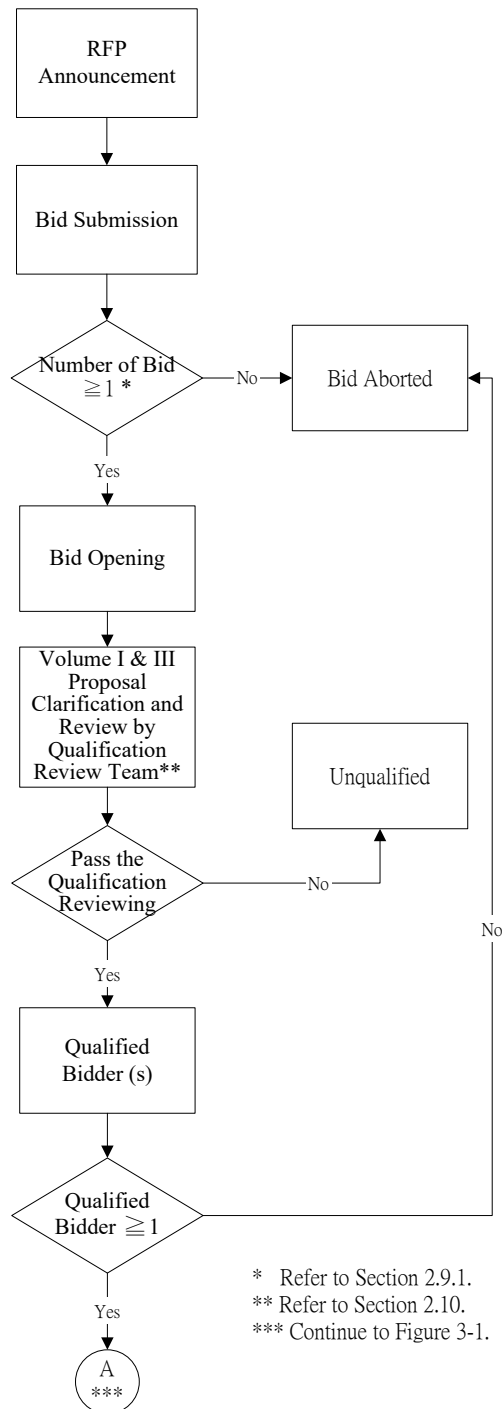 RFP
Announcement
Bid Submission
Number of Bid
≧1 *
No
Bid Aborted
Yes
Bid Opening
Volume I & III
Proposal
Clarification and
Review by
Qualification
Review Team**
Unqualified
Pass the
Qualification
Reviewing
No
No
Yes
Qualified
Bidder (s)
Qualified
Bidder ≧1
Yes
A
***
* Refer to Section 2.9.1.
** Refer to Section 2.10.
*** Continue to Figure 3-1.